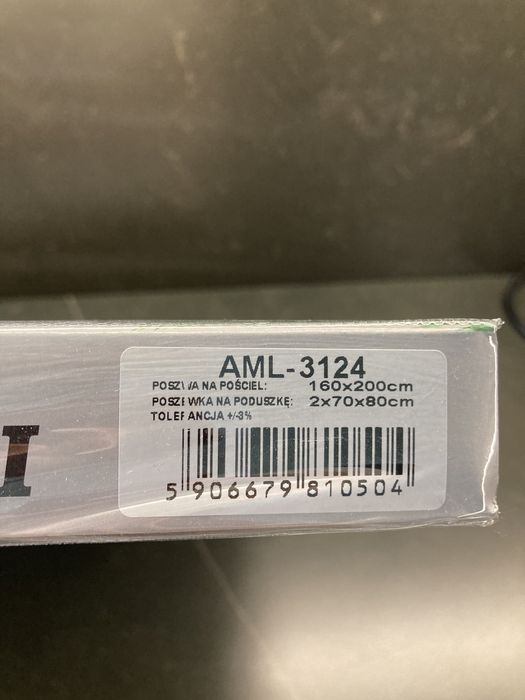 AML-3124
POSZWA NA POŚCIEL: 160x200cm
POSZEWKA NA PODUSZKĘ: 2x70x80cm
TOLERANCJA +/-3%
5 906679 810504
I